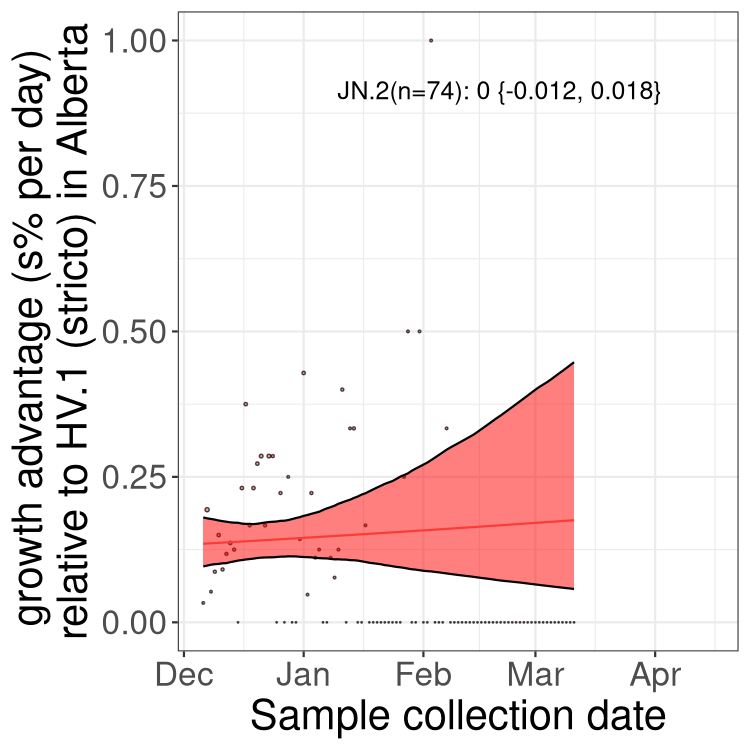 growth advantage (s% per day)
relative to HV.1 (stricto) in Alberta
1.00
JN.2(n=74): 0 {-0.012, 0.018}
0.75
0.50
0.25
0.00
Dec Jan Feb Mar Apr
Sample collection date